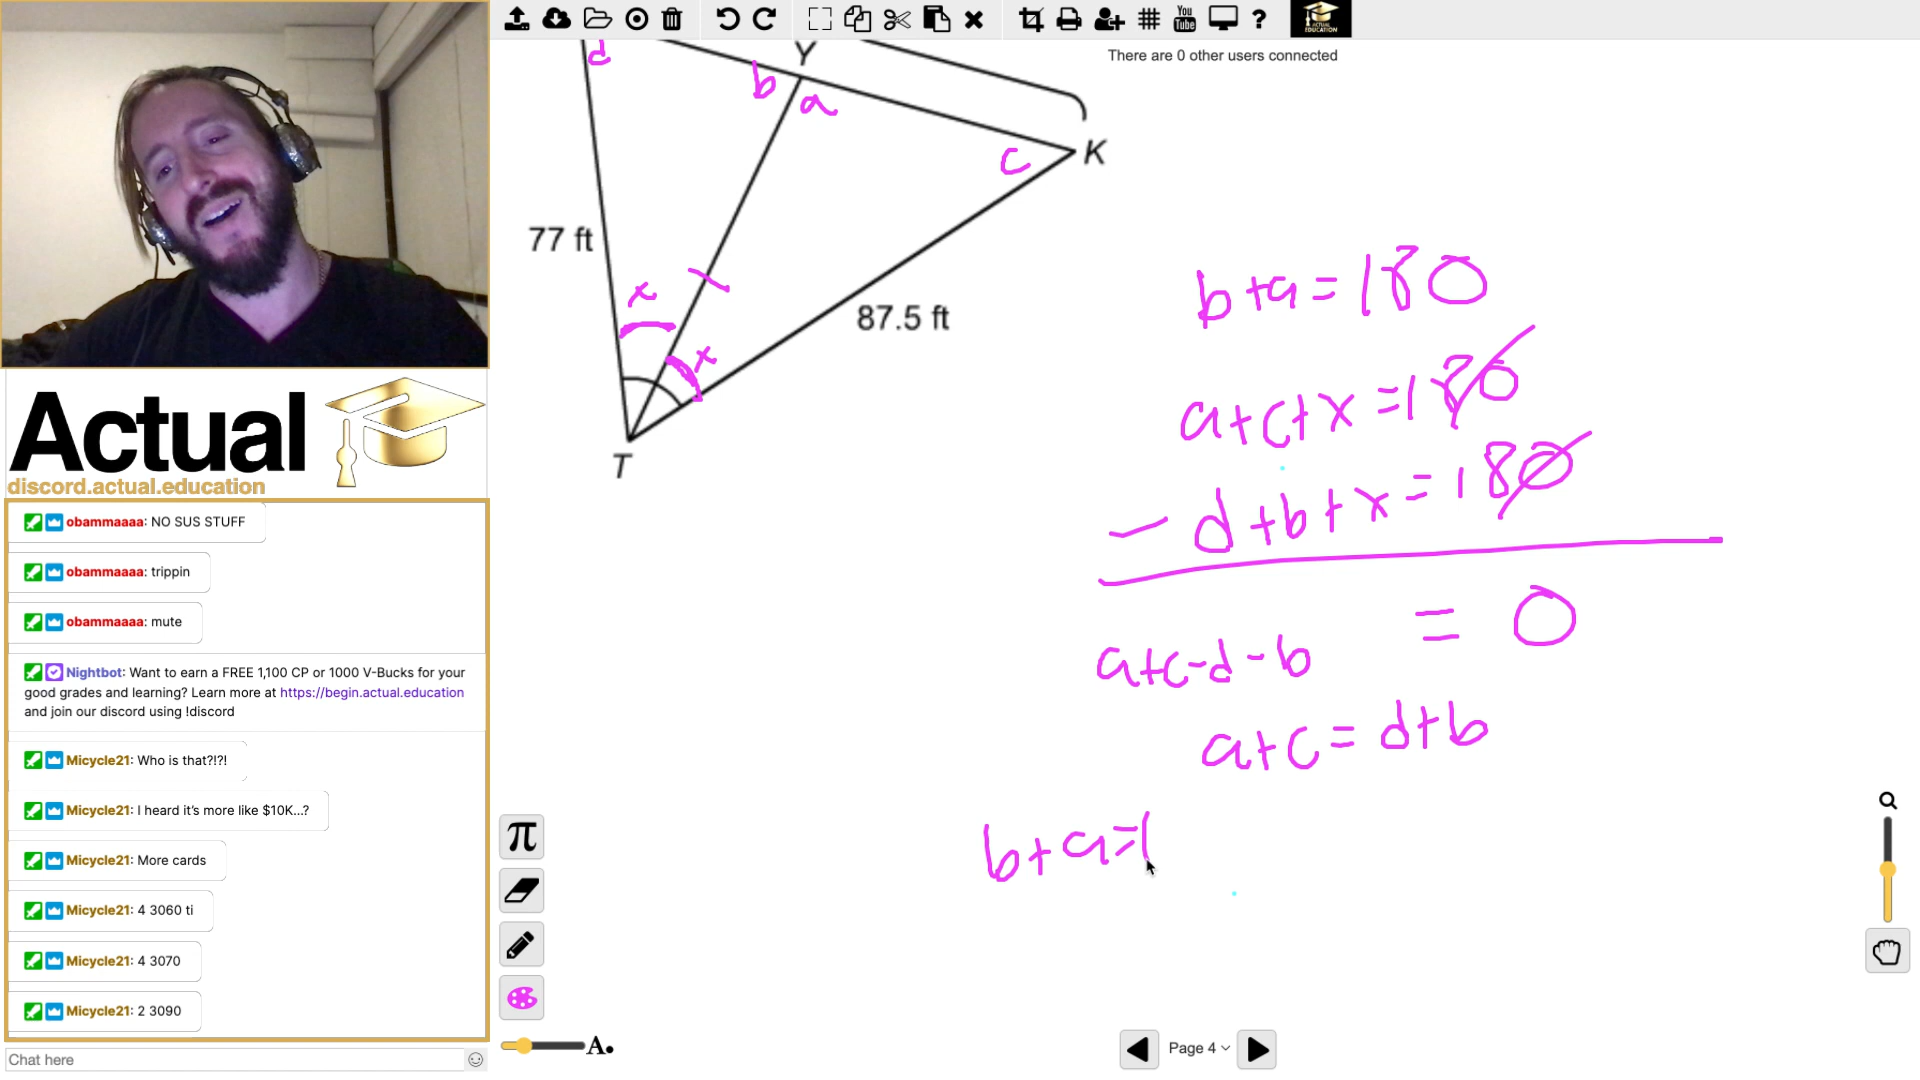 There are 0 other users connected
YouTube
?
ACTUAL EDUCATION
d
Y
b
a
c
K
77 ft
x
x
87.5 ft
T
b+a=180
a+c+x=180
-d+b+x=180
= 0
a+c-d-b
a+c=d+b
b+a=1
Actual
discord.actual.education
obammaaaa: NO SUS STUFF
obammaaaa: trippin
obammaaaa: mute
Nightbot: Want to earn a FREE 1,100 CP or 1000 V-Bucks for your
good grades and learning? Learn more at https://begin.actual.education
and join our discord using !discord
Micycle21: Who is that?!?!
Micycle21: I heard it's more like $10K...?
Micycle21: More cards
Micycle21: 4 3060 ti
Micycle21: 4 3070
Micycle21: 2 3090
Chat here
π
A
Page 4